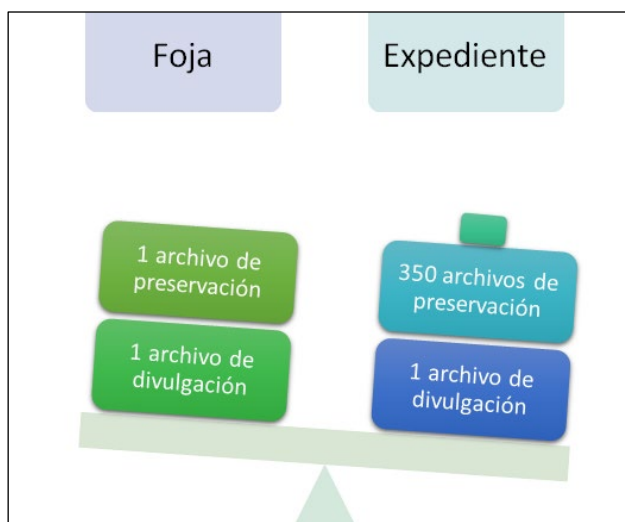 Foja
Expediente
1 archivo de
preservación
1 archivo de
divulgación
350 archivos de
preservación
1 archivo de
divulgación